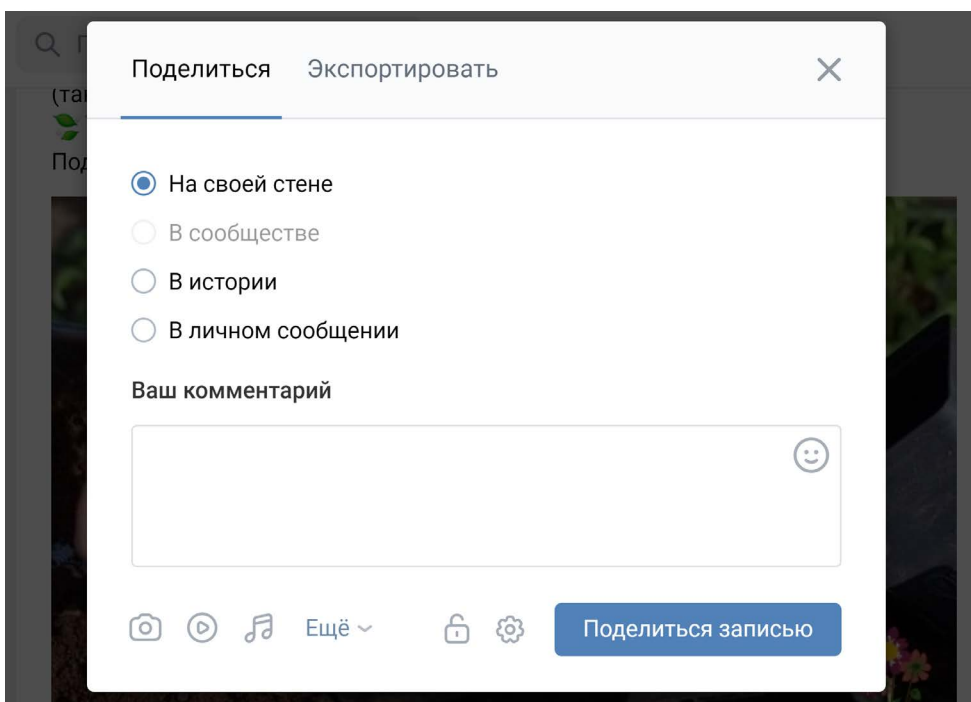 Поделиться Экспортировать
На своей стене
В сообществе
В истории
В личном сообщении
Ваш комментарий
Ещё
Поделиться записью